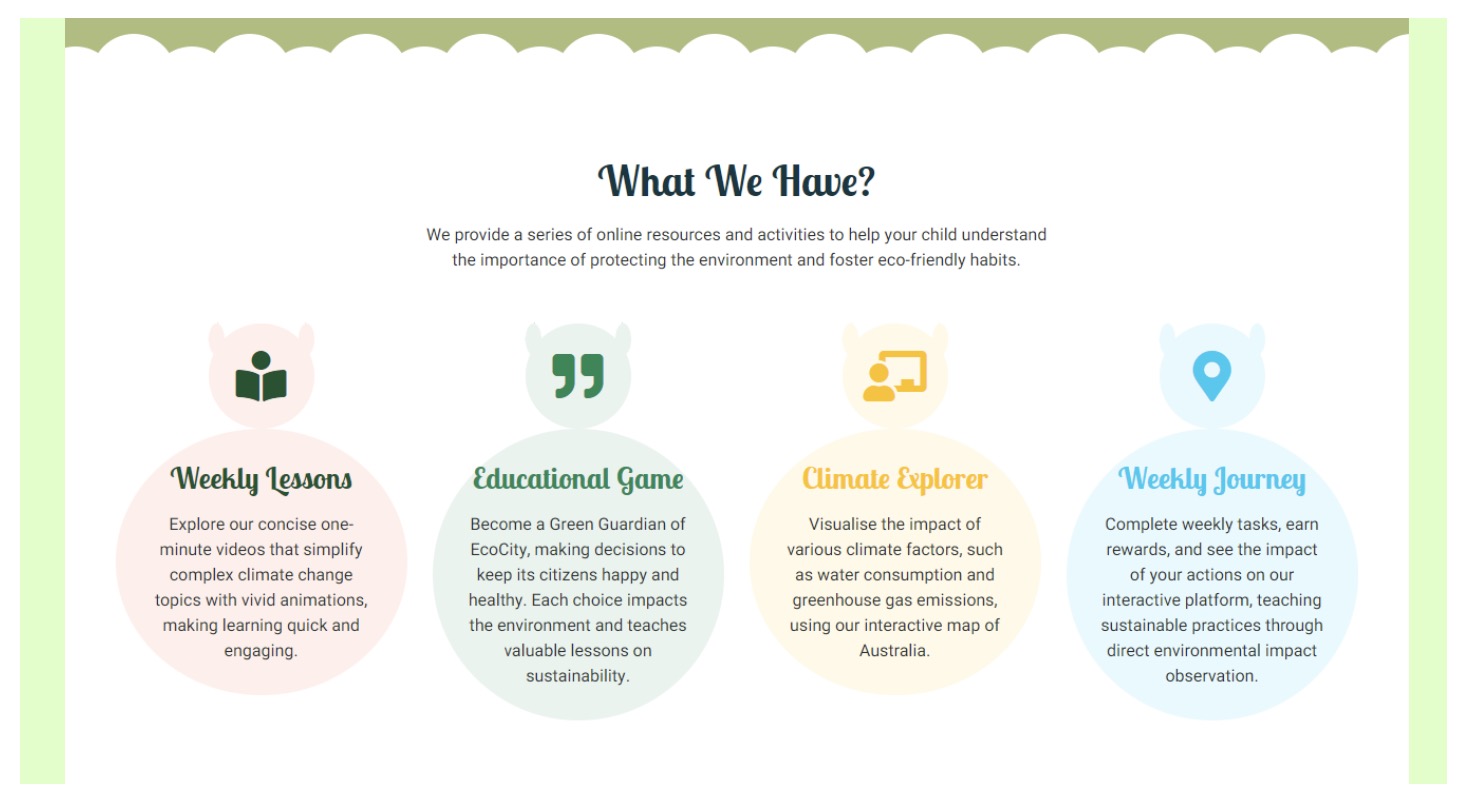 What We Have?
We provide a series of online resources and activities to help your child understand
the importance of protecting the environment and foster eco-friendly habits.
Weekly Lessons
Explore our concise one-
minute videos that simplify
complex climate change
topics with vivid animations,
making learning quick and
engaging.
Educational Game
Become a Green Guardian of
EcoCity, making decisions to
keep its citizens happy and
healthy. Each choice impacts
the environment and teaches
valuable lessons on
sustainability.
Climate Explorer
Visualise the impact of
various climate factors, such
as water consumption and
greenhouse gas emissions,
using our interactive map of
Australia.
Weekly Journey
Complete weekly tasks, earn
rewards, and see the impact
of your actions on our
interactive platform, teaching
sustainable practices through
direct environmental impact
observation.